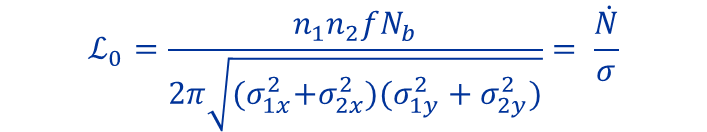 ℒ₀ = n₁n₂fN_b / (2π√((σ²₁ₓ+σ²₂ₓ)(σ²₁ᵧ + σ²₂ᵧ))) = Ṅ / σ